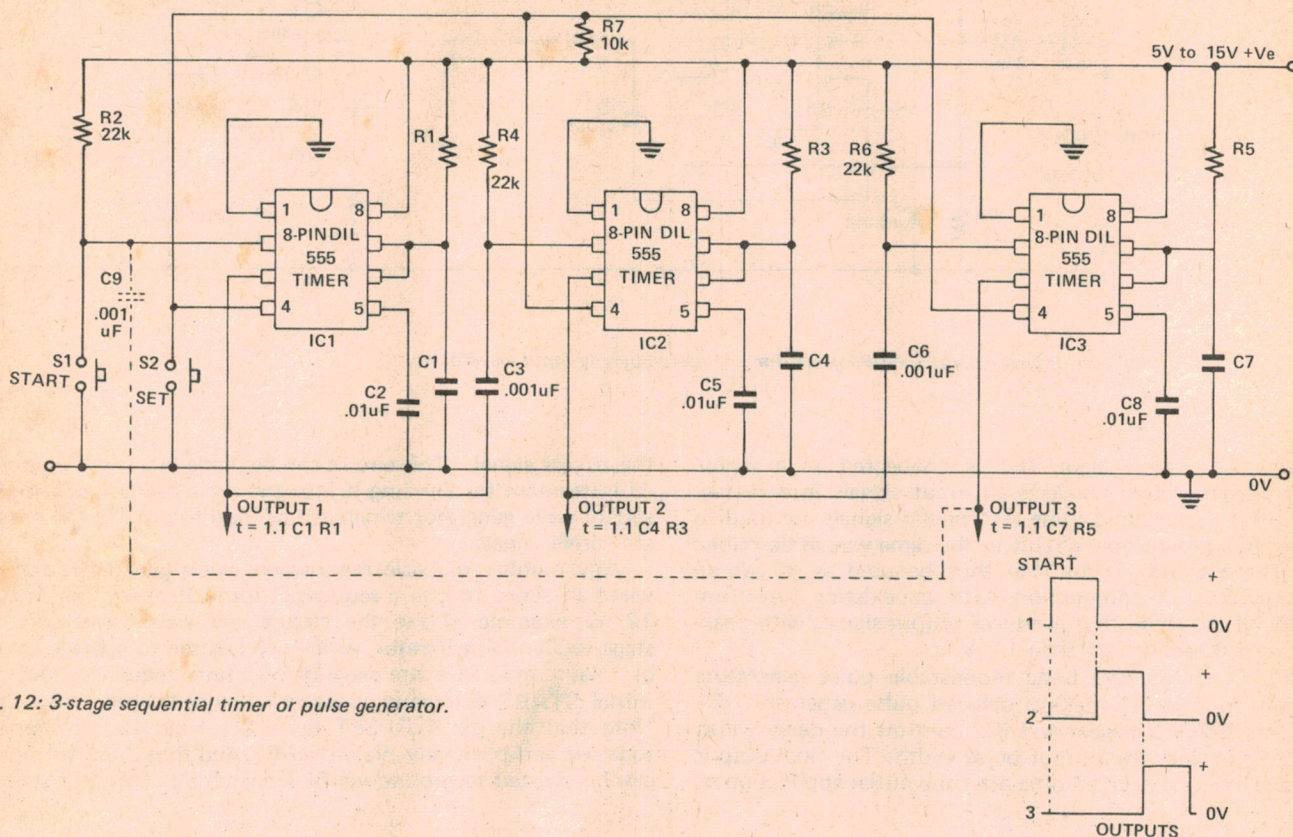 R7
10k
5V to 15V +Ve
R2
22k
R1
R4
22k
R3
R6
22k
R5
1 8
8-PIN DIL
555
TIMER
4 5
IC1
1 8
8-PIN DIL
555
TIMER
4 5
IC2
1 8
8-PIN DIL
555
TIMER
4 5
IC3
C9
.001
uF
S1
START
S2
SET
C2
.01uF
C1
C3
.001uF
C5
.01uF
C4
C6
.001uF
C8
.01uF
C7
0V
OUTPUT 1
t = 1.1 C1 R1
OUTPUT 2
t = 1.1 C4 R3
OUTPUT 3
t = 1.1 C7 R5
START
+
1 0V
+
2 0V
+
3 0V
OUTPUTS
. 12: 3-stage sequential timer or pulse generator.